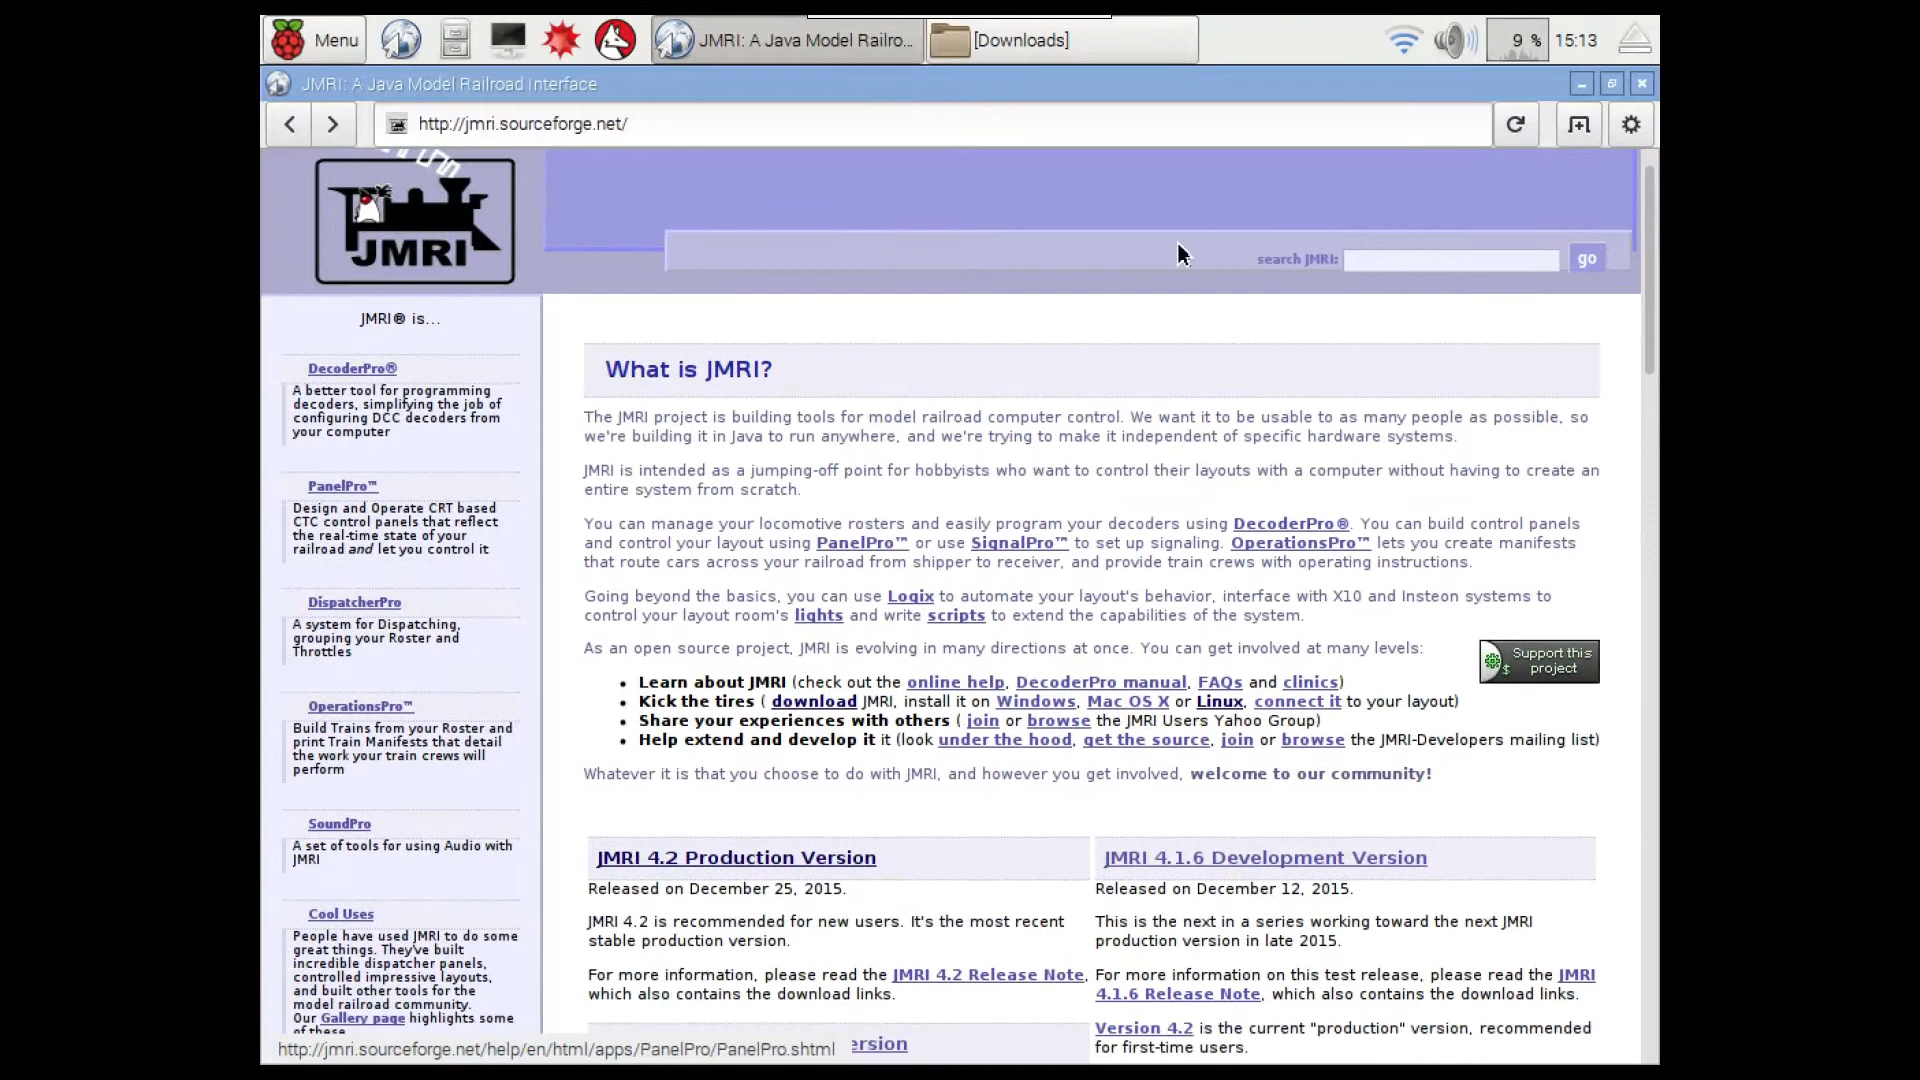 Menu
JMRI: A Java Model Railro...
[Downloads]
9 %
15:13
JMRI: A Java Model Railroad Interface
http://jmri.sourceforge.net/
JMRI
search JMRI:
go
JMRI® is...
DecoderPro®
A better tool for programming
decoders, simplifying the job of
configuring DCC decoders from
your computer
PanelPro™
Design and Operate CRT based
CTC control panels that reflect
the real-time state of your
railroad and let you control it
DispatcherPro
A system for Dispatching,
grouping your Roster and
Throttles
OperationsPro™
Build Trains from your Roster and
print Train Manifests that detail
the work your train crews will
perform
SoundPro
A set of tools for using Audio with
JMRI
Cool Uses
People have used JMRI to do some
great things. They've built
incredible dispatcher panels,
controlled impressive layouts,
and built other tools for the
model railroad community.
Our Gallery page highlights some
of these
What is JMRI?
The JMRI project is building tools for model railroad computer control. We want it to be usable to as many people as possible, so
we're building it in Java to run anywhere, and we're trying to make it independent of specific hardware systems.
JMRI is intended as a jumping-off point for hobbyists who want to control their layouts with a computer without having to create an
entire system from scratch.
You can manage your locomotive rosters and easily program your decoders using DecoderPro®. You can build control panels
and control your layout using PanelPro™ or use SignalPro™ to set up signaling. OperationsPro™ lets you create manifests
that route cars across your railroad from shipper to receiver, and provide train crews with operating instructions.
Going beyond the basics, you can use Logix to automate your layout's behavior, interface with X10 and Insteon systems to
control your layout room's lights and write scripts to extend the capabilities of the system.
As an open source project, JMRI is evolving in many directions at once. You can get involved at many levels:
Support this
$ project
• Learn about JMRI (check out the online help, DecoderPro manual, FAQs and clinics)
• Kick the tires ( download JMRI, install it on Windows, Mac OS X or Linux, connect it to your layout)
• Share your experiences with others ( join or browse the JMRI Users Yahoo Group)
• Help extend and develop it it (look under the hood, get the source, join or browse the JMRI-Developers mailing list)
Whatever it is that you choose to do with JMRI, and however you get involved, welcome to our community!
JMRI 4.2 Production Version
Released on December 25, 2015.
JMRI 4.2 is recommended for new users. It's the most recent
stable production version.
For more information, please read the JMRI 4.2 Release Note,
which also contains the download links.
ersion
JMRI 4.1.6 Development Version
Released on December 12, 2015.
This is the next in a series working toward the next JMRI
production version in late 2015.
For more information on this test release, please read the JMRI
4.1.6 Release Note, which also contains the download links.
Version 4.2 is the current "production" version, recommended
for first-time users.
http://jmri.sourceforge.net/help/en/html/apps/PanelPro/PanelPro.shtml